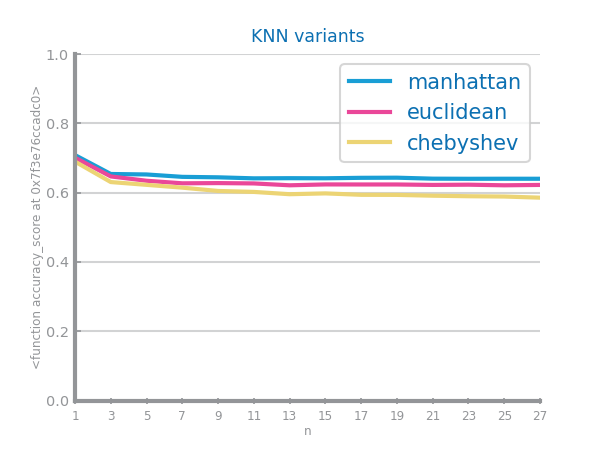 KNN variants
<function accuracy_score at 0x7f3e76ccadc0>
1.0
0.8
0.6
0.4
0.2
0.0
manhattan
euclidean
chebyshev
1 3 5 7 9 11 13 15 17 19 21 23 25 27
n